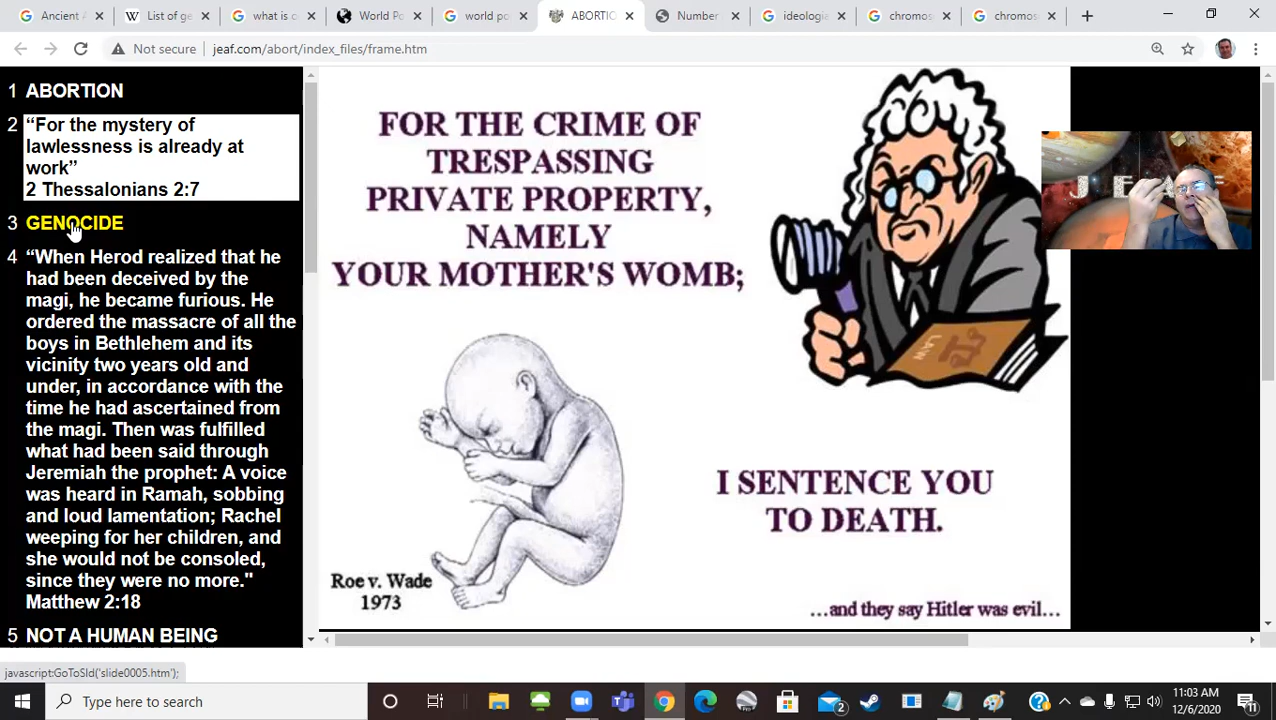 Ancient A
List of ge
what is c
World Po
world po
ABORTIO
Number
ideologie
chromos
chromos
Not secure
jeaf.com/abort/index_files/frame.htm
1 ABORTION
2 “For the mystery of
lawlessness is already at
work”
2 Thessalonians 2:7
3 GENOCIDE
4 “When Herod realized that he
had been deceived by the
magi, he became furious. He
ordered the massacre of all the
boys in Bethlehem and its
vicinity two years old and
under, in accordance with the
time he had ascertained from
the magi. Then was fulfilled
what had been said through
Jeremiah the prophet: A voice
was heard in Ramah, sobbing
and loud lamentation; Rachel
weeping for her children, and
she would not be consoled,
since they were no more."
Matthew 2:18
5 NOT A HUMAN BEING
FOR THE CRIME OF
TRESPASSING
PRIVATE PROPERTY,
NAMELY
YOUR MOTHER'S WOMB;
LAW
J E A F
I SENTENCE YOU
TO DEATH.
Roe v. Wade
1973
…and they say Hitler was evil…
javascript:GoToSld('slide0005.htm');
Type here to search
2
11:03 AM
12/6/2020
11